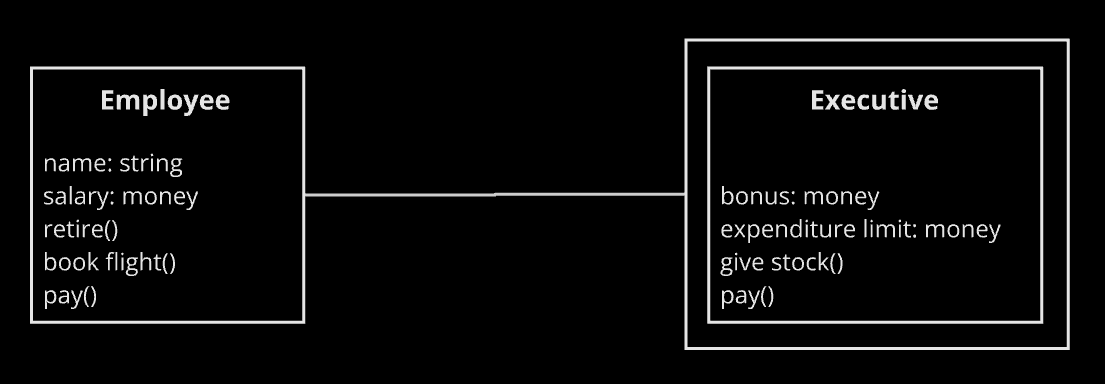 Employee
name: string
salary: money
retire()
book flight()
pay()
Executive
bonus: money
expenditure limit: money
give stock()
pay()